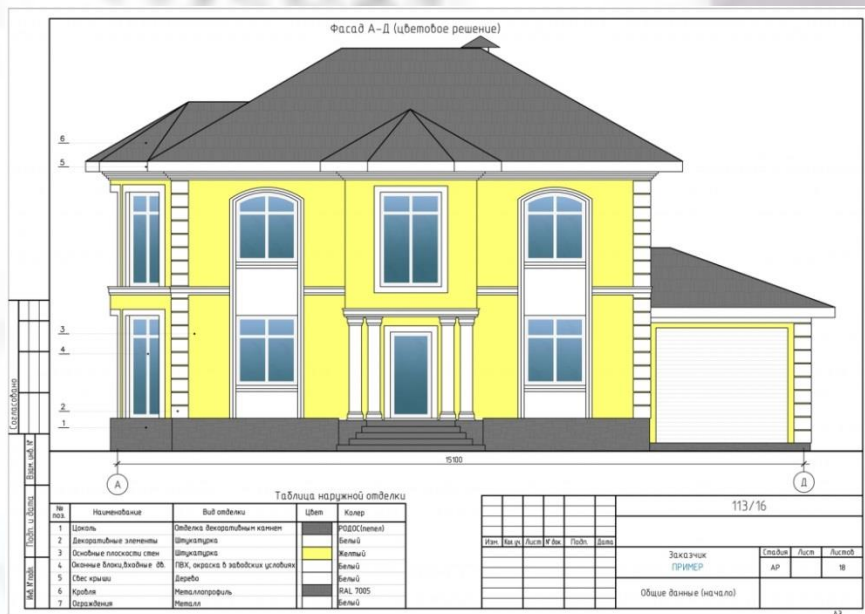 Фасад А-Д (цветовое решение)
6
5
3
4
2
1
15100
А
Д
Согласовано
Взам. инв. №
Подп. и дата
Инв. № подл.
Таблица наружной отделки
№ поз. Наименование Вид отделки Цвет Колер
1 Цоколь Отделка декоративным камнем РОДОС(пепел)
2 Декоративные элементы Штукатурка Белый
3 Основные плоскости стен Штукатурка Желтый
4 Оконные блоки,входные дв. ПВХ, окраска в заводских условиях Белый
5 Свес крыши Дерево Белый
6 Кровля Металлопрофиль RAL 7005
7 Ограждения Металл Белый
113/16
Изм. Кол.уч. Лист № док. Подп. Дата
Заказчик
ПРИМЕР
Стадия Лист Листов
АР 18
Общие данные (начало)
А3